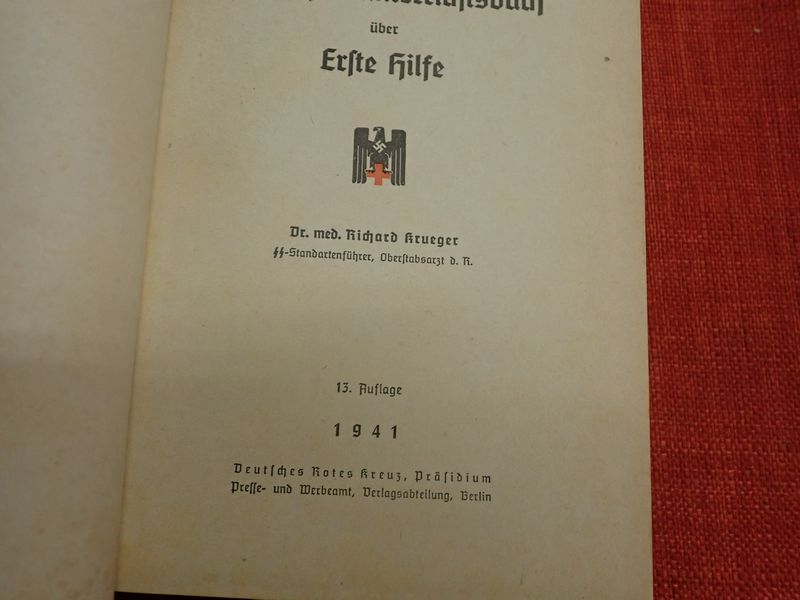 über
Erste Hilfe
Dr. med. Richard Krueger
SS-Standartenführer, Oberstabsarzt d. R.
13. Auflage
1941
Deutsches Rotes Kreuz, Präsidium
Presse- und Werbeamt, Verlagsabteilung, Berlin